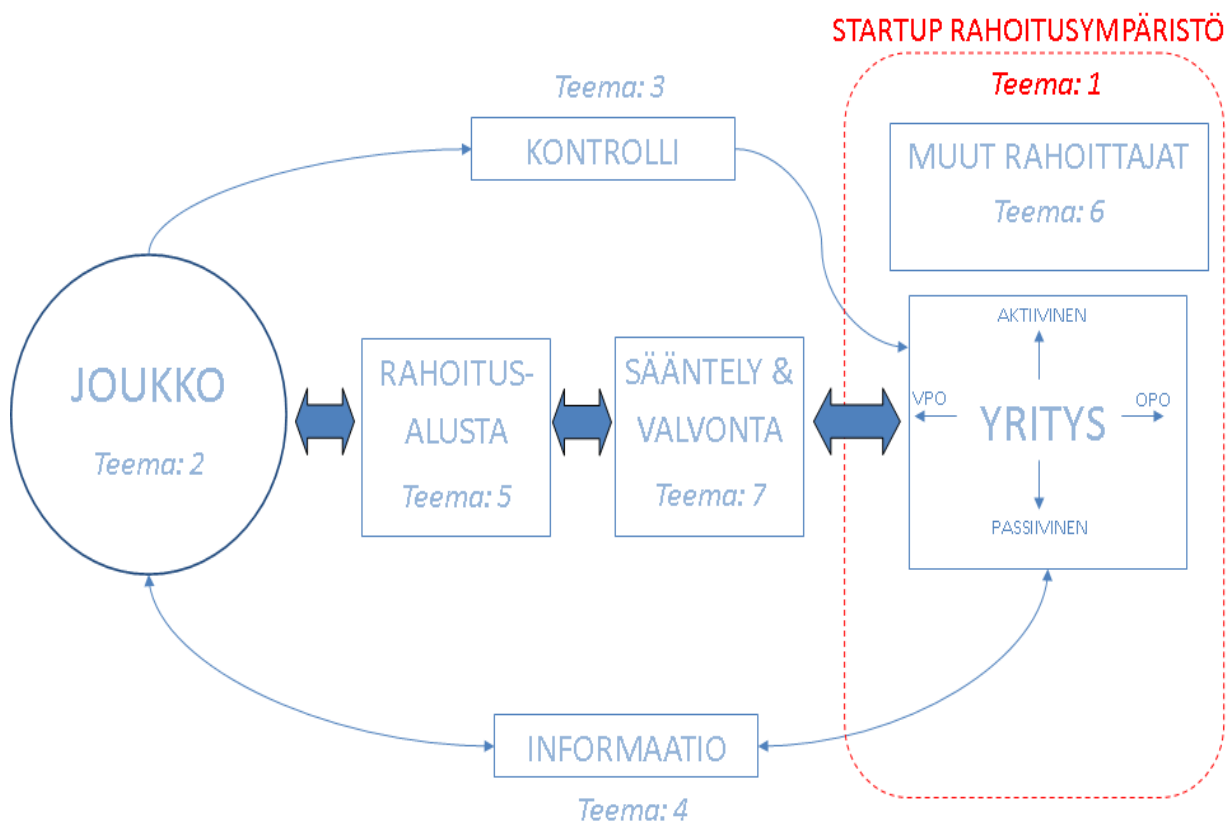 STARTUP RAHOITUSYMPÄRISTÖ
Teema: 1
Teema: 3
KONTROLLI
MUUT RAHOITTAJAT
Teema: 6
JOUKKO
Teema: 2
RAHOITUS-
ALUSTA
Teema: 5
SÄÄNTELY &
VALVONTA
Teema: 7
AKTIIVINEN
VPO
YRITYS
OPO
PASSIIVINEN
INFORMAATIO
Teema: 4